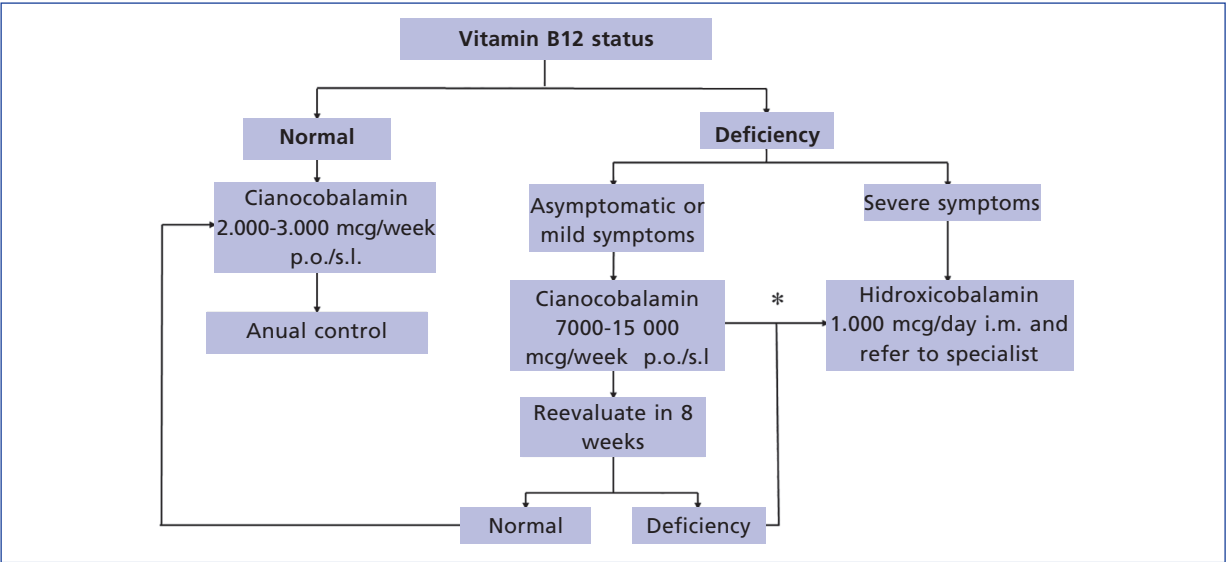 Vitamin B12 status
Normal
Deficiency
Cianocobalamin
2.000-3.000 mcg/week
p.o./s.l.
Anual control
Asymptomatic or
mild symptoms
Severe symptoms
Cianocobalamin
7000-15 000
mcg/week p.o./s.l
*
Hidroxicobalamin
1.000 mcg/day i.m. and
refer to specialist
Reevaluate in 8
weeks
Normal
Deficiency